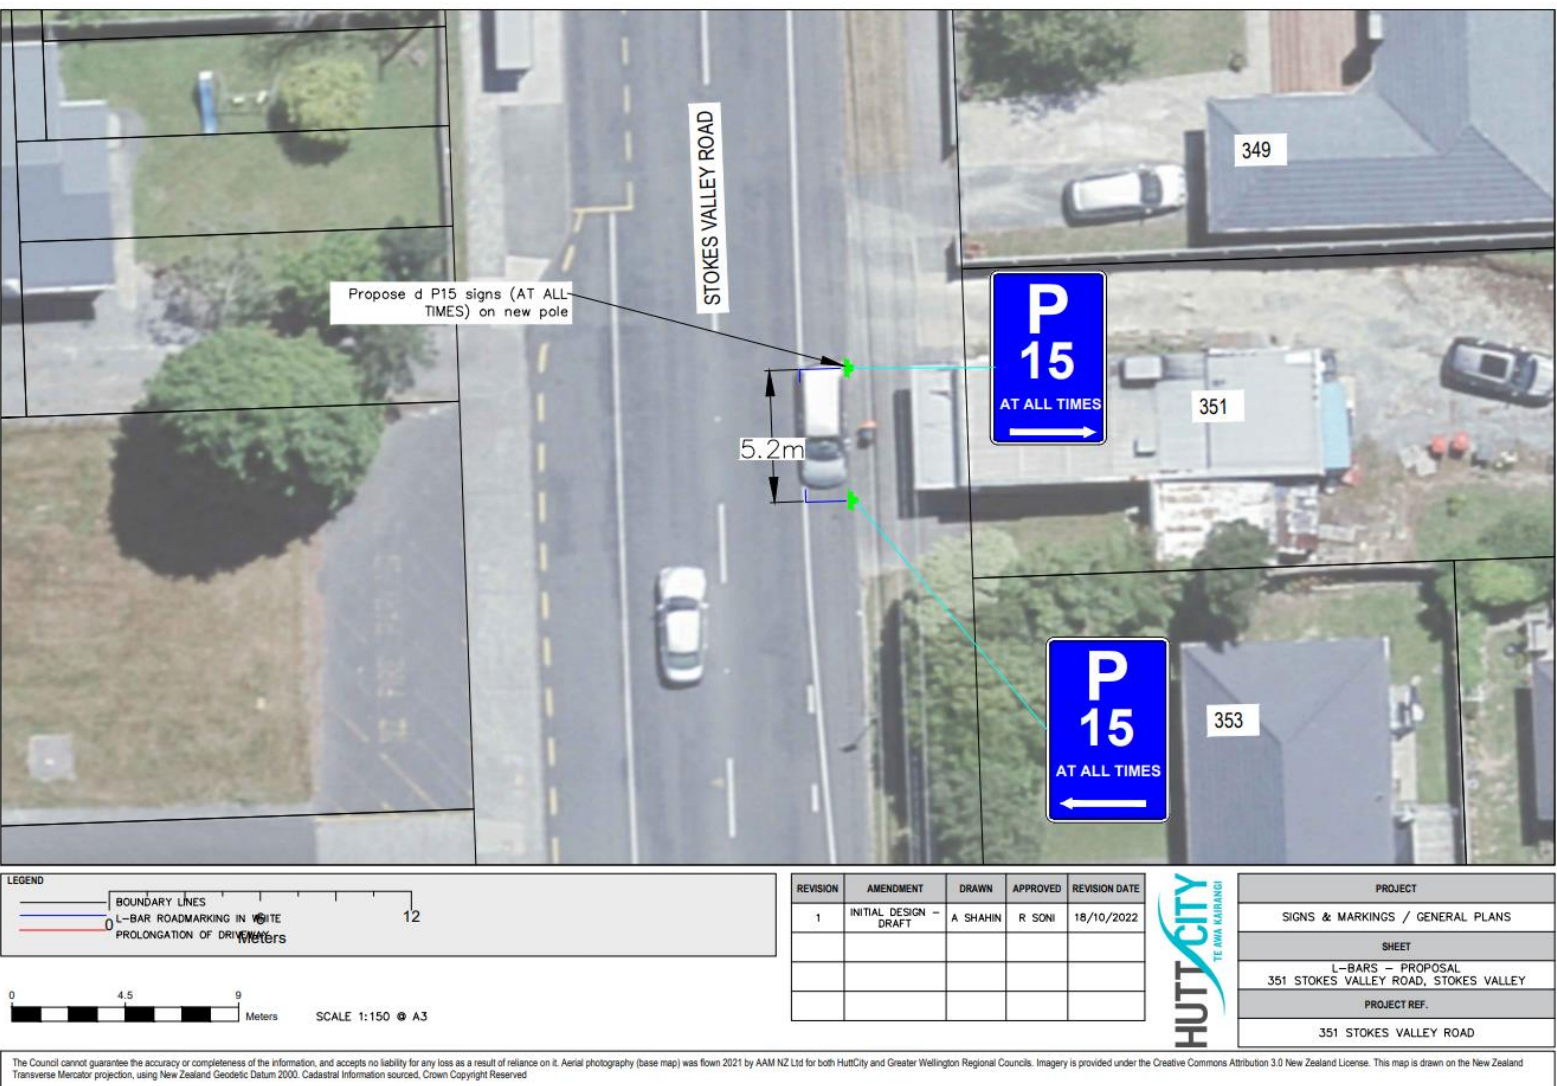 STOKES VALLEY ROAD
349
Propose d P15 signs (AT ALL
TIMES) on new pole
P
15
AT ALL TIMES
351
5.2m
P
15
AT ALL TIMES
353
LEGEND
BOUNDARY LINES
L-BAR ROADMARKING IN WHITE
PROLONGATION OF DRIVEWAY
0
6
12
Meters
0
4.5
9
Meters
SCALE 1:150 @ A3
REVISION AMENDMENT DRAWN APPROVED REVISION DATE
1 INITIAL DESIGN - DRAFT A SHAHIN R SONI 18/10/2022
HUTT CITY
TE AWA KAIRANGI
PROJECT
SIGNS & MARKINGS / GENERAL PLANS
SHEET
L-BARS - PROPOSAL
351 STOKES VALLEY ROAD, STOKES VALLEY
PROJECT REF.
351 STOKES VALLEY ROAD
The Council cannot guarantee the accuracy or completeness of the information, and accepts no liability for any loss as a result of reliance on it. Aerial photography (base map) was flown 2021 by AAM NZ Ltd for both HuttCity and Greater Wellington Regional Councils. Imagery is provided under the Creative Commons Attribution 3.0 New Zealand License. This map is drawn on the New Zealand
Transverse Mercator projection, using New Zealand Geodetic Datum 2000. Cadastral Information sourced, Crown Copyright Reserved